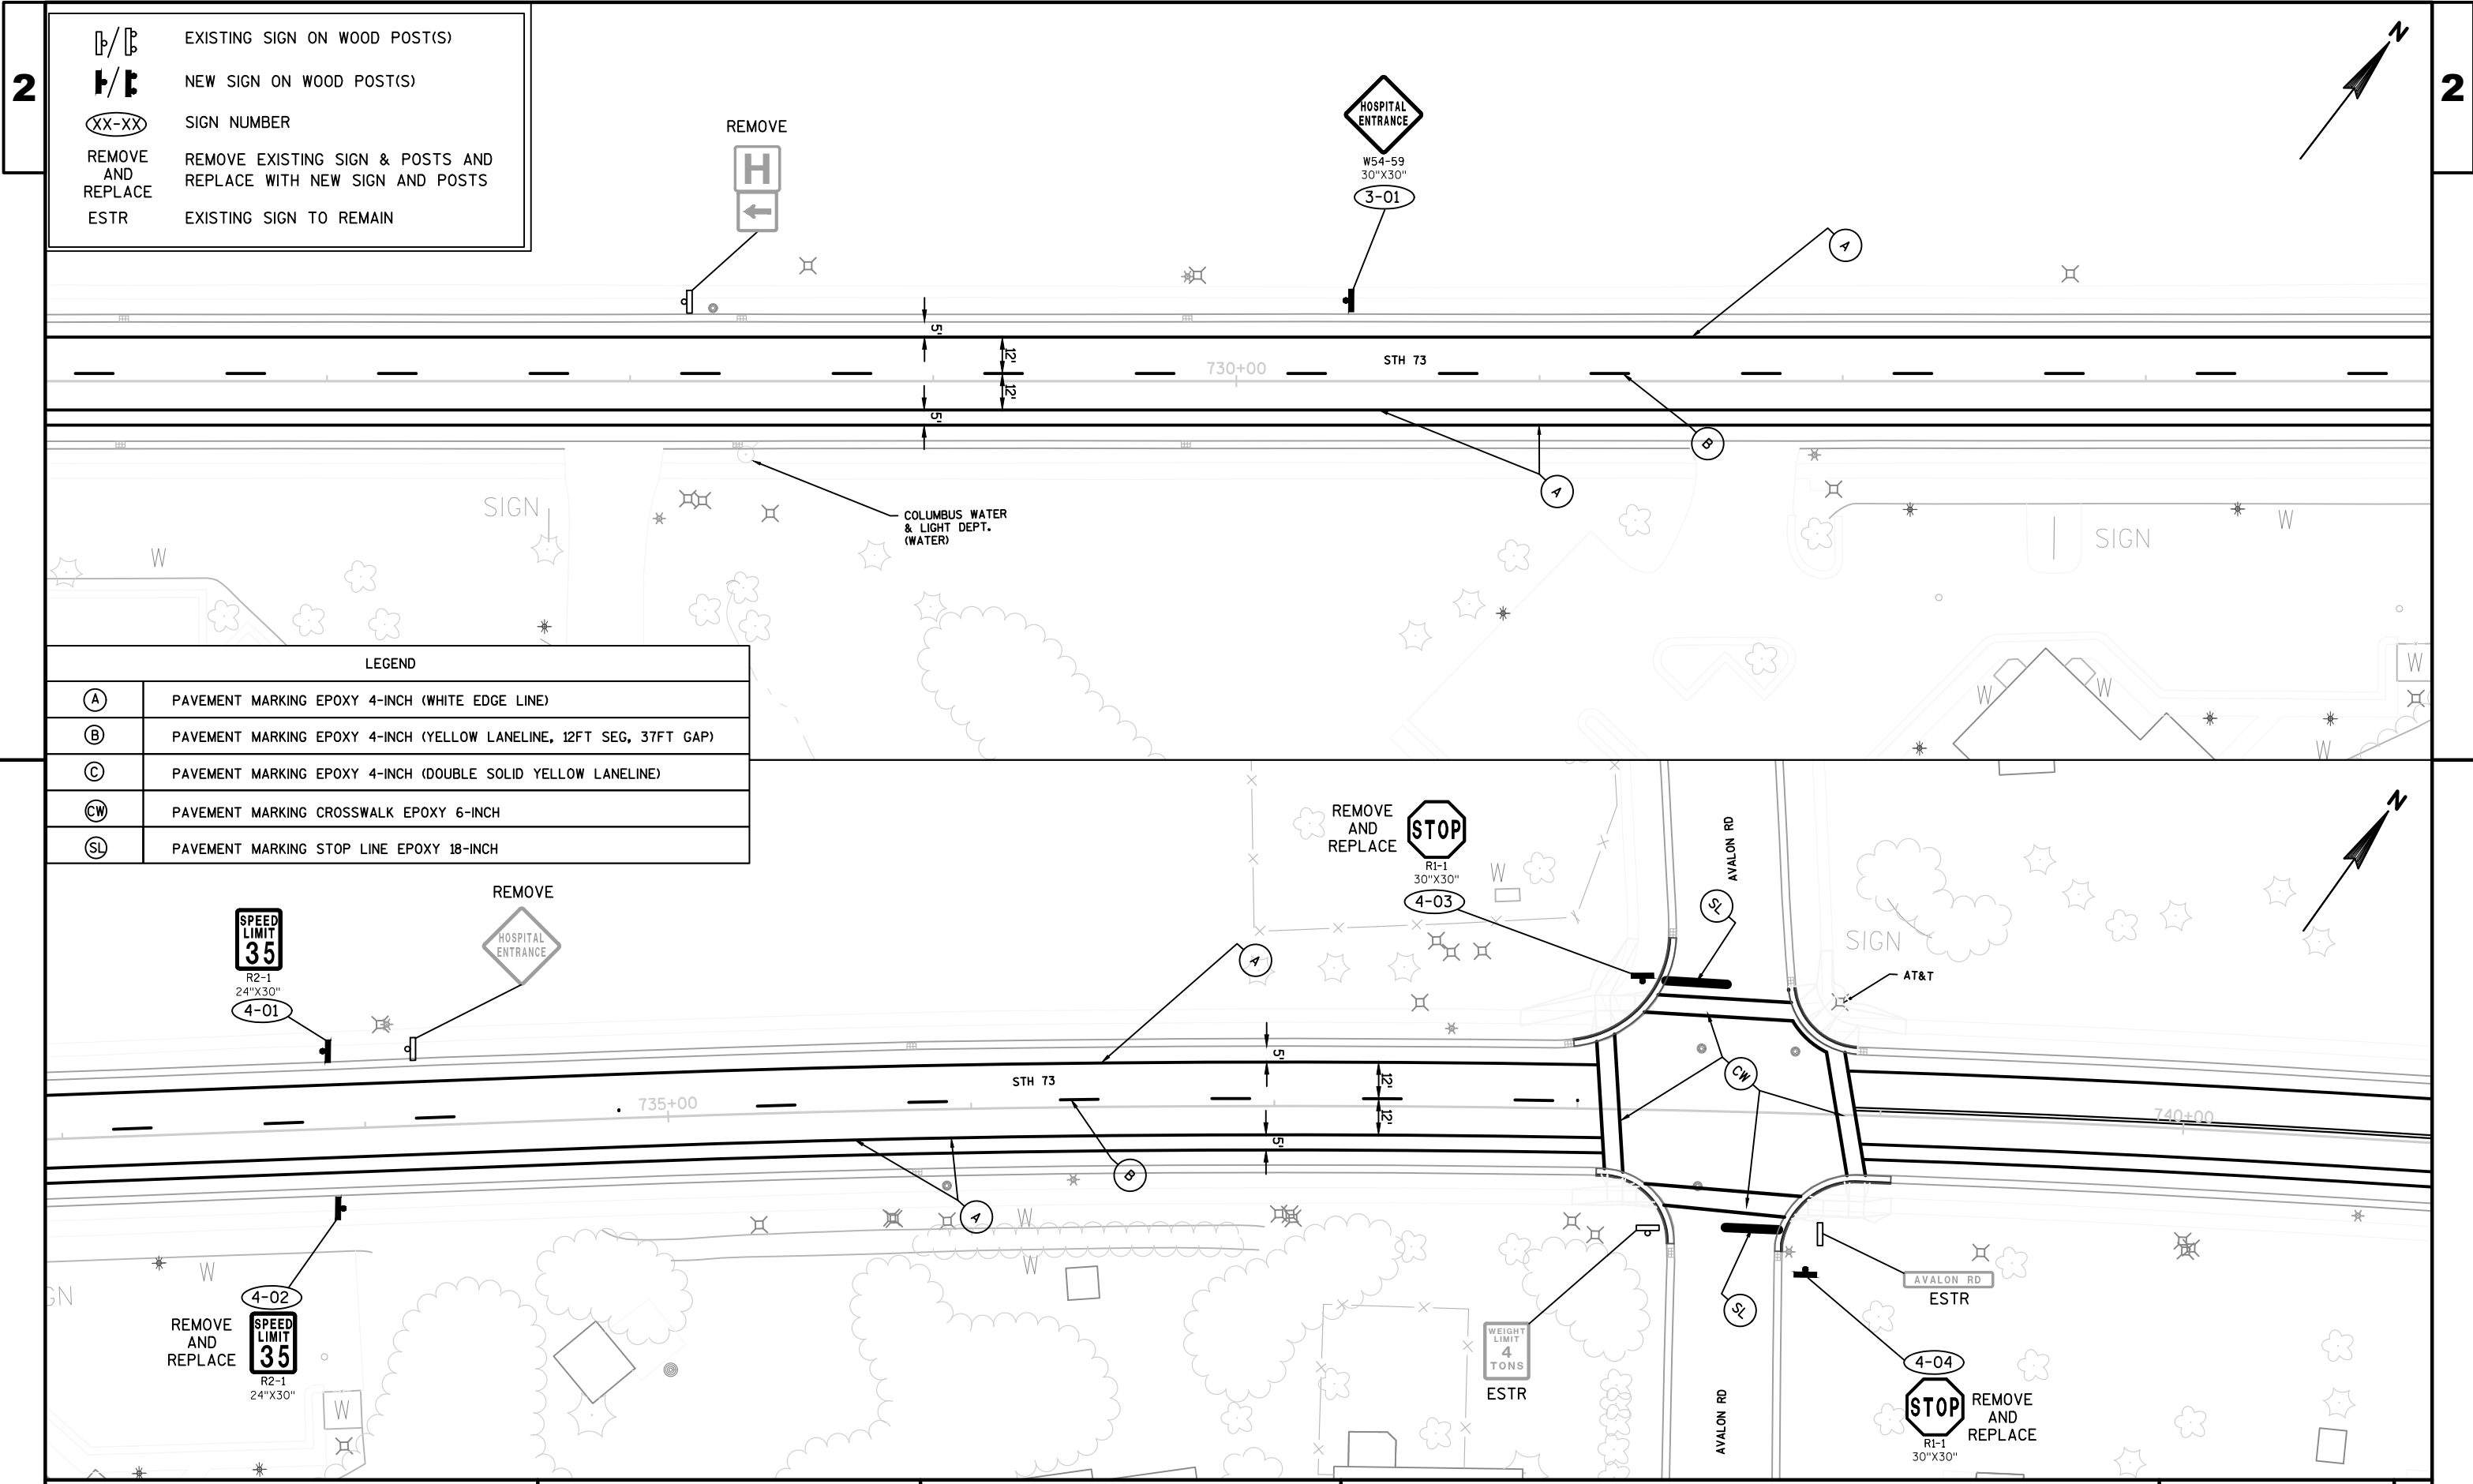 2
2
EXISTING SIGN ON WOOD POST(S)
NEW SIGN ON WOOD POST(S)
XX-XX
SIGN NUMBER
REMOVE
AND
REPLACE
REMOVE EXISTING SIGN & POSTS AND
REPLACE WITH NEW SIGN AND POSTS
ESTR
EXISTING SIGN TO REMAIN
REMOVE
H
HOSPITAL
ENTRANCE
W54-59
30"X30"
3-01
N
A
5'
12'
730+00
STH 73
12'
5'
B
A
SIGN
COLUMBUS WATER
& LIGHT DEPT.
(WATER)
W
SIGN
W
W
W
W
W
LEGEND
A
PAVEMENT MARKING EPOXY 4-INCH (WHITE EDGE LINE)
B
PAVEMENT MARKING EPOXY 4-INCH (YELLOW LANELINE, 12FT SEG, 37FT GAP)
C
PAVEMENT MARKING EPOXY 4-INCH (DOUBLE SOLID YELLOW LANELINE)
CW
PAVEMENT MARKING CROSSWALK EPOXY 6-INCH
SL
PAVEMENT MARKING STOP LINE EPOXY 18-INCH
N
REMOVE
AND
REPLACE
STOP
R1-1
30"X30"
4-03
AVALON RD
SL
W
REMOVE
HOSPITAL
ENTRANCE
SPEED
LIMIT
35
R2-1
24"X30"
4-01
A
SIGN
AT&T
5'
STH 73
12'
CW
735+00
12'
740+00
5'
B
A
W
W
W
GN
4-02
REMOVE
AND
REPLACE
SPEED
LIMIT
35
R2-1
24"X30"
W
WEIGHT
LIMIT
4
TONS
ESTR
SL
AVALON RD
AVALON RD
ESTR
4-04
STOP
R1-1
30"X30"
REMOVE
AND
REPLACE